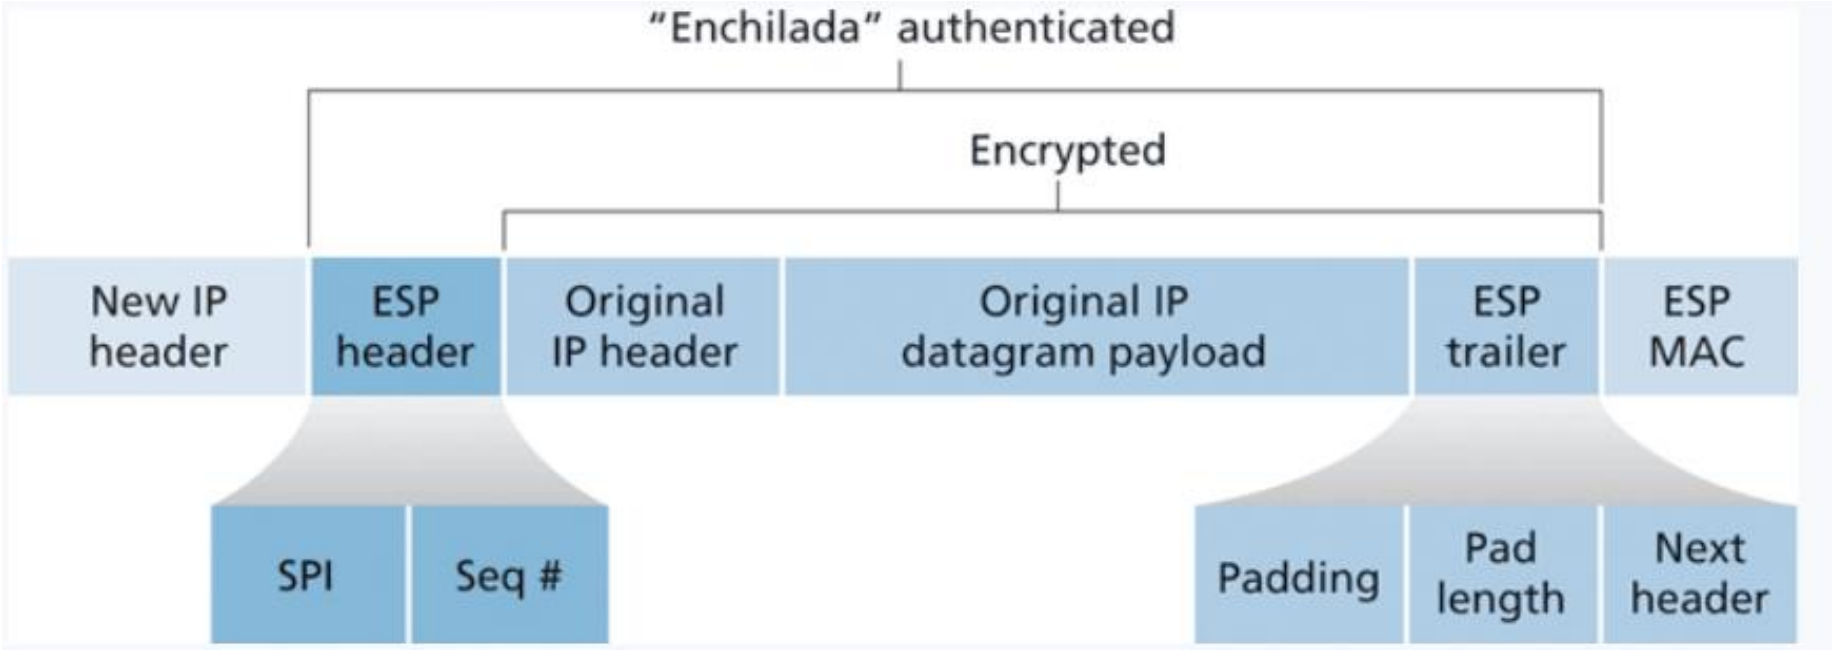 “Enchilada” authenticated
Encrypted
New IP
header
ESP
header
Original
IP header
Original IP
datagram payload
ESP
trailer
ESP
MAC
SPI
Seq #
Padding
Pad
length
Next
header